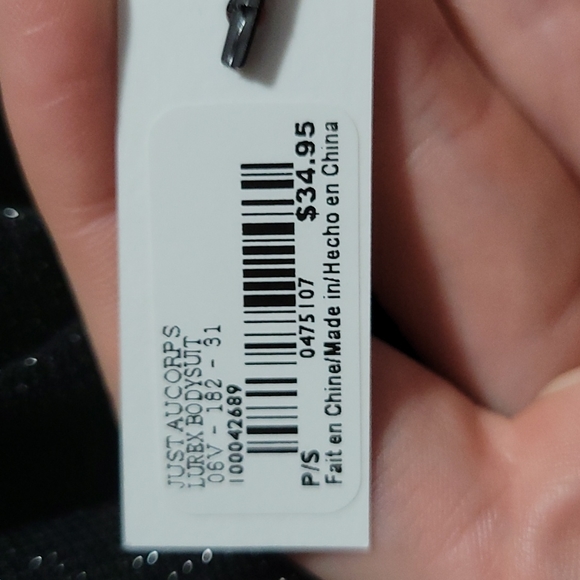 JUSTAUCORPS
LUREX BODYSUIT
06V - 182 - 31
100042689
0475107
P/S $34.95
Fait en Chine/Made in/Hecho en China